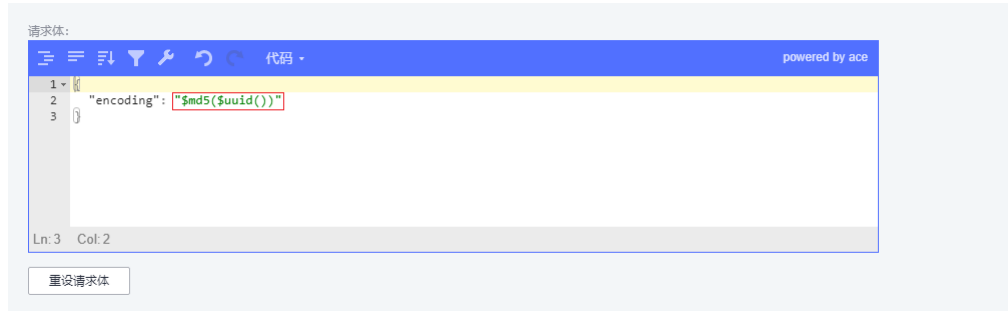 请求体:
代码 powered by ace
1 {
2 "encoding": "$md5($uuid())"
3 }
Ln: 3 Col: 2
重设请求体